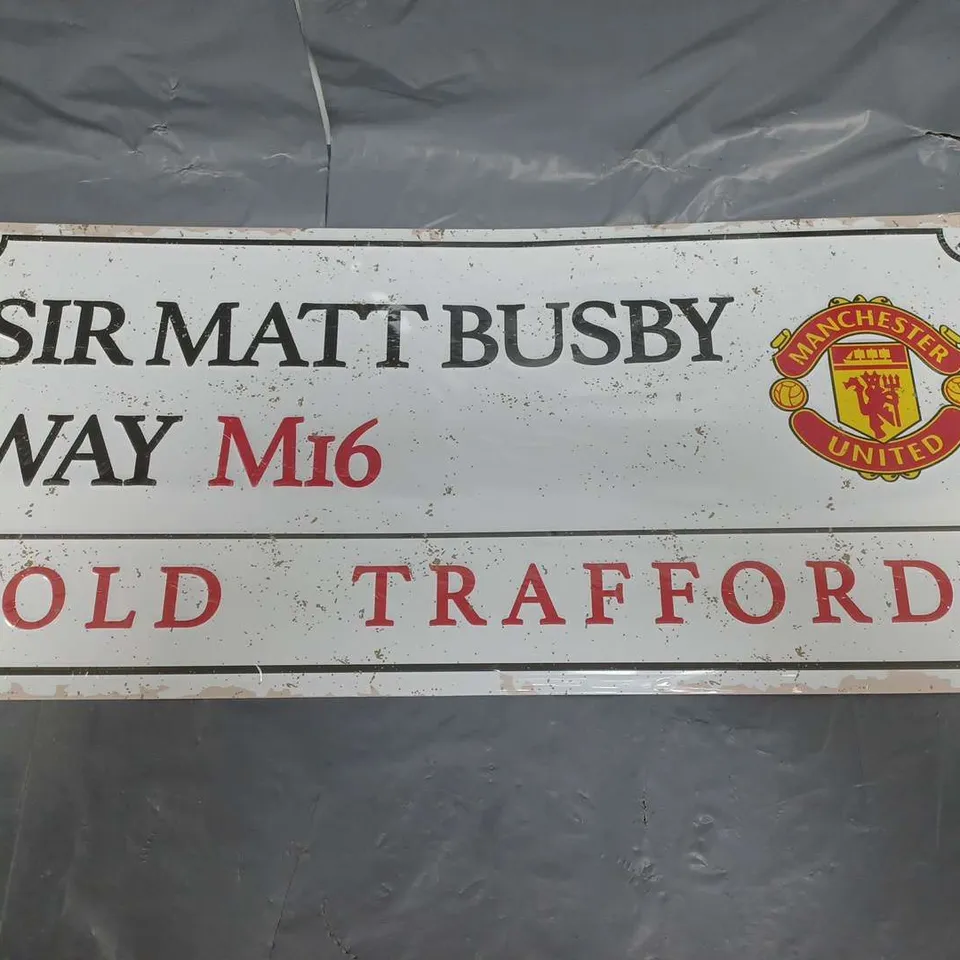 SIR MATT BUSBY
WAY M16
MANCHESTER
UNITED
OLD TRAFFORD